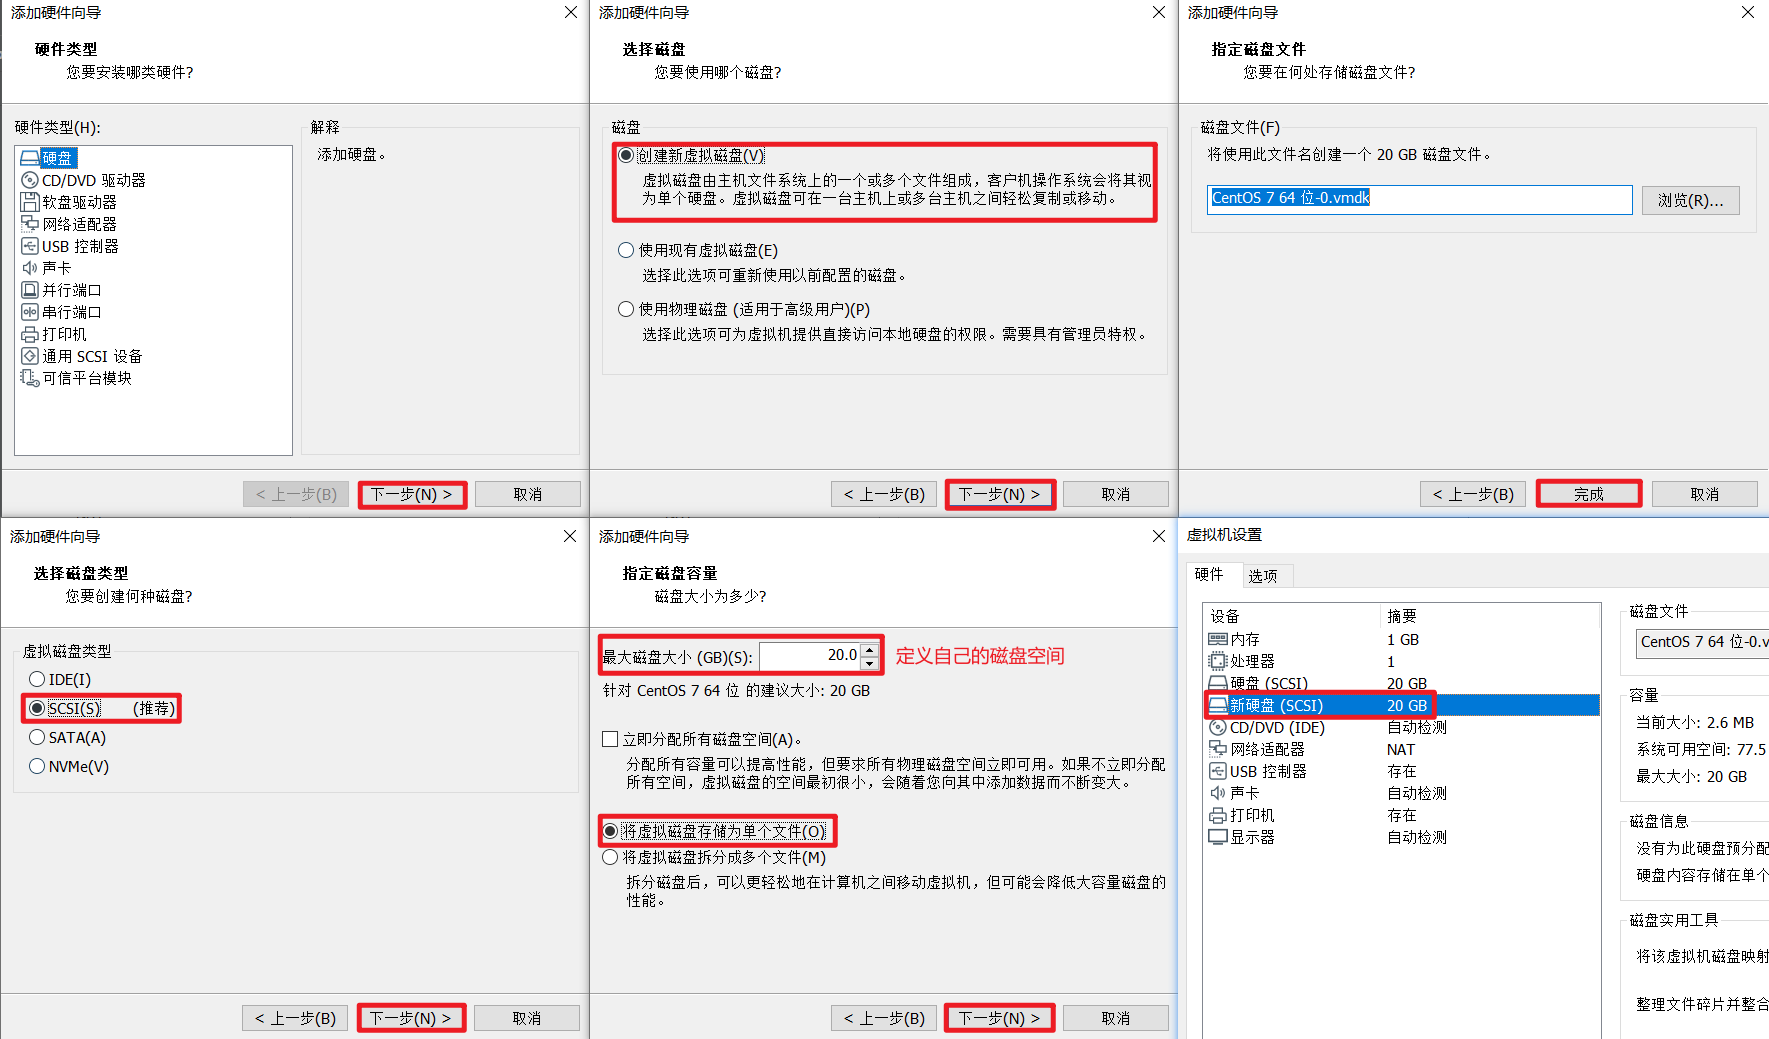 添加硬件向导
硬件类型
您要安装哪类硬件?
硬件类型(H):
硬盘
CD/DVD 驱动器
软盘驱动器
网络适配器
USB 控制器
声卡
并行端口
串行端口
打印机
通用 SCSI 设备
可信平台模块
解释
添加硬盘。
< 上一步(B)
下一步(N) >
取消
添加硬件向导
选择磁盘
您要使用哪个磁盘?
磁盘
创建新虚拟磁盘(V)
虚拟磁盘由主机文件系统上的一个或多个文件组成，客户机操作系统会将其视
为单个硬盘。虚拟磁盘可在一台主机上或多台主机之间轻松复制或移动。
使用现有虚拟磁盘(E)
选择此选项可重新使用以前配置的磁盘。
使用物理磁盘 (适用于高级用户)(P)
选择此选项可为虚拟机提供直接访问本地硬盘的权限。需要具有管理员特权。
< 上一步(B)
下一步(N) >
取消
添加硬件向导
指定磁盘文件
您要在何处存储磁盘文件?
磁盘文件(F)
将使用此文件名创建一个 20 GB 磁盘文件。
CentOS 7 64 位-0.vmdk
浏览(R)...
< 上一步(B)
完成
取消
添加硬件向导
选择磁盘类型
您要创建何种磁盘?
虚拟磁盘类型
IDE(I)
SCSI(S) (推荐)
SATA(A)
NVMe(V)
< 上一步(B)
下一步(N) >
取消
添加硬件向导
指定磁盘容量
磁盘大小为多少?
最大磁盘大小 (GB)(S): 20.0
定义自己的磁盘空间
针对 CentOS 7 64 位 的建议大小: 20 GB
立即分配所有磁盘空间(A)。
分配所有容量可以提高性能，但要求所有物理磁盘空间立即可用。如果不立即分配
所有空间，虚拟磁盘的空间最初很小，会随着您向其中添加数据而不断变大。
将虚拟磁盘存储为单个文件(O)
将虚拟磁盘拆分成多个文件(M)
拆分磁盘后，可以更轻松地在计算机之间移动虚拟机，但可能会降低大容量磁盘的
性能。
< 上一步(B)
下一步(N) >
取消
虚拟机设置
硬件 选项
设备 摘要
内存 1 GB
处理器 1
硬盘 (SCSI) 20 GB
新硬盘 (SCSI) 20 GB
CD/DVD (IDE) 自动检测
网络适配器 NAT
USB 控制器 存在
声卡 自动检测
打印机 存在
显示器 自动检测
磁盘文件
CentOS 7 64 位-0.v
容量
当前大小: 2.6 MB
系统可用空间: 77.5
最大大小: 20 GB
磁盘信息
没有为此硬盘预分配
硬盘内容存储在单个
磁盘实用工具
将该虚拟机磁盘映射
整理文件碎片并整合